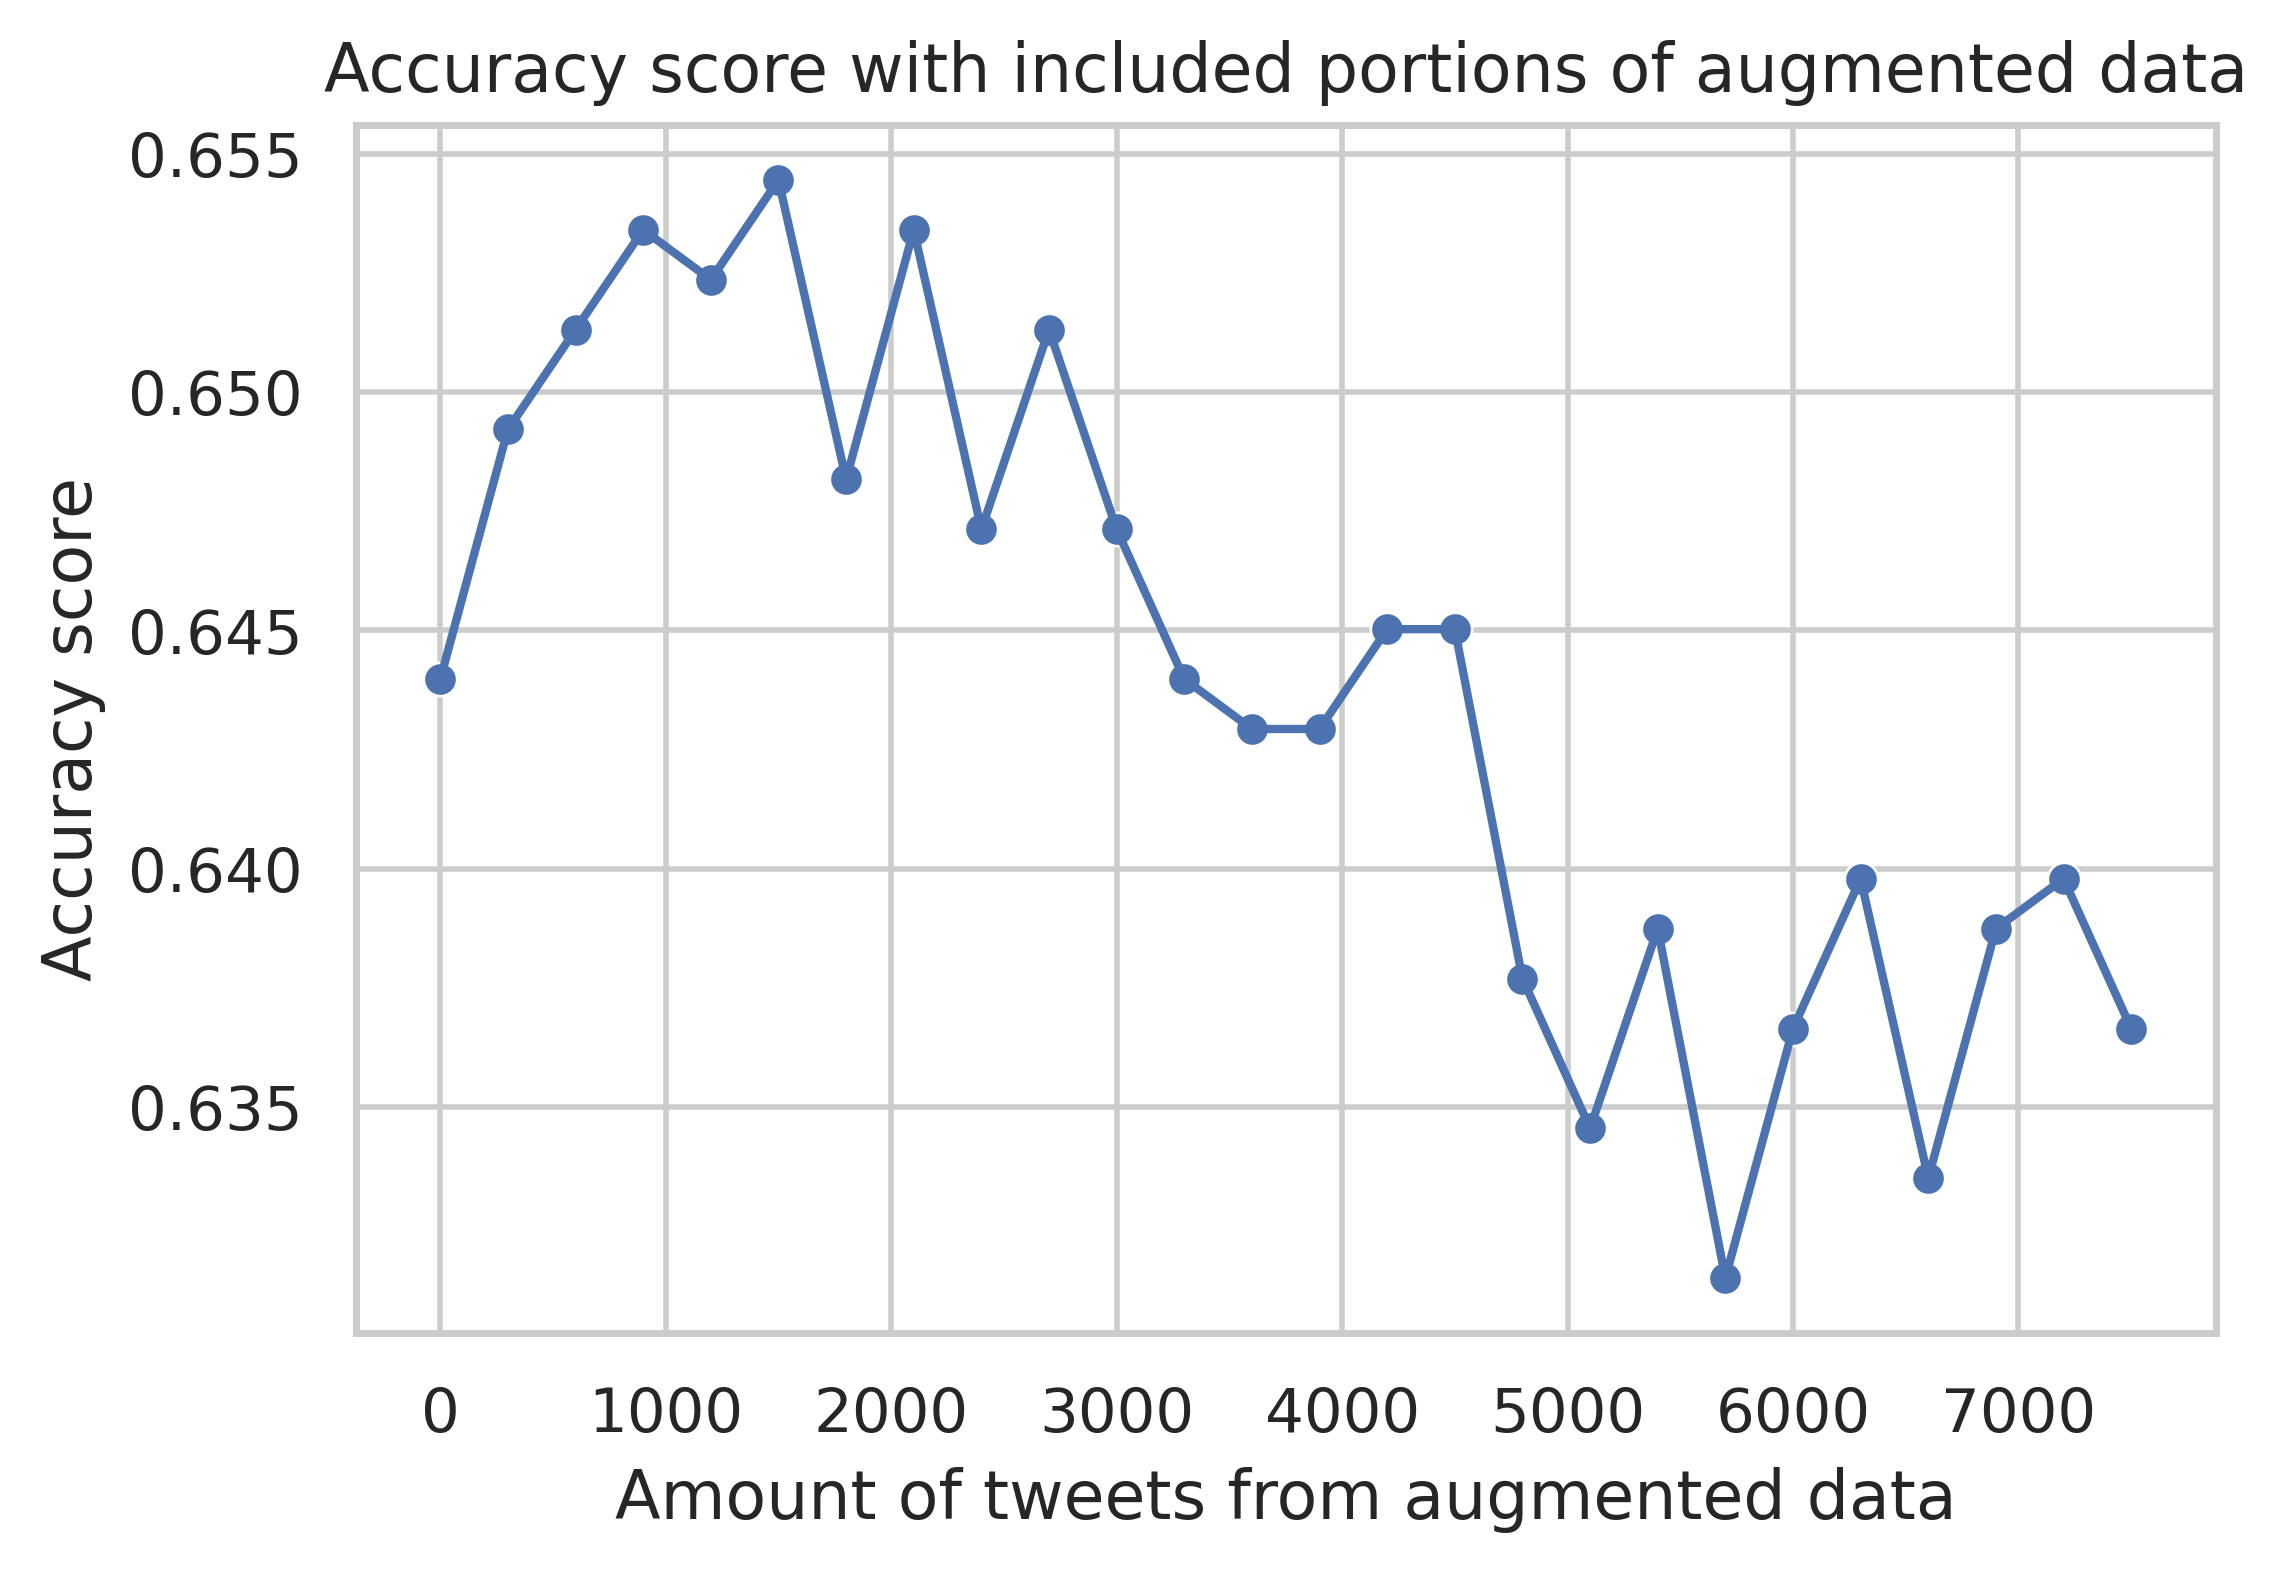 Accuracy score with included portions of augmented data
0.655
0.650
0.645
0.640
0.635
Accuracy score
0 1000 2000 3000 4000 5000 6000 7000
Amount of tweets from augmented data